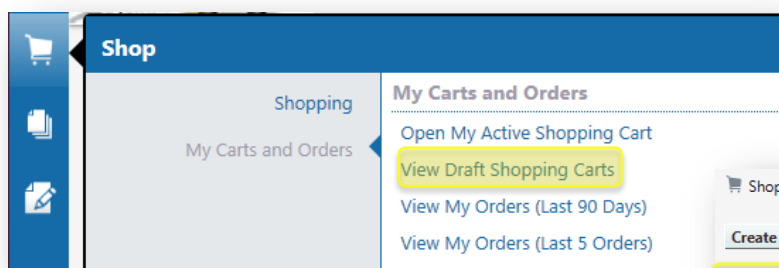 Shop
Shopping
My Carts and Orders
My Carts and Orders
Open My Active Shopping Cart
View Draft Shopping Carts
View My Orders (Last 90 Days)
View My Orders (Last 5 Orders)
Shop
Create